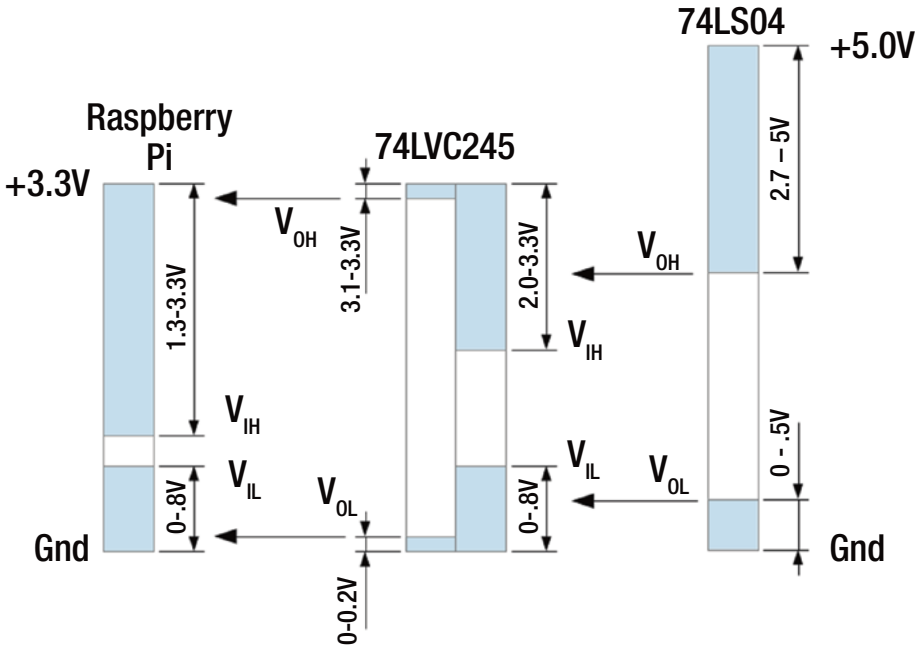 74LS04
+5.0V
2.7 – 5V
Raspberry
Pi
74LVC245
+3.3V
V_OH
3.1-3.3V
2.0-3.3V
V_OH
1.3-3.3V
V_IH
V_IH
V_IL
0-.8V
V_OL
V_IL
0-.8V
V_OL
0 - .5V
Gnd
Gnd
0-0.2V